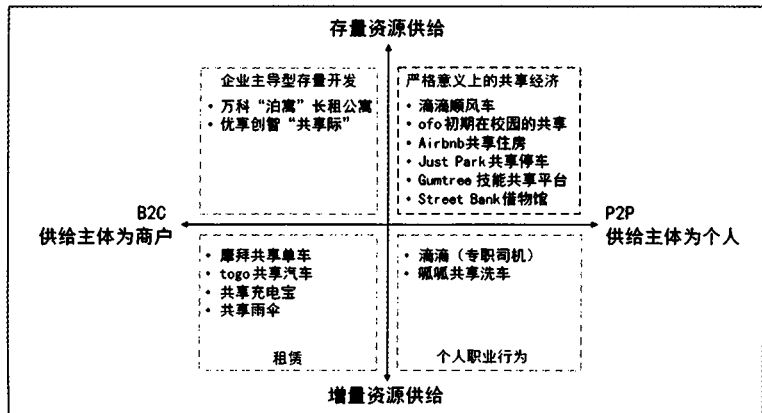 存量资源供给
企业主导型存量开发
• 万科“泊寓”长租公寓
• 优享创智“共享际”
严格意义上的共享经济
• 滴滴顺风车
• ofo初期在校园的共享
• Airbnb共享住房
• Just Park共享停车
• Gumtree 技能共享平台
• Street Bank借物馆
B2C
供给主体为商户
P2P
供给主体为个人
• 摩拜共享单车
• togo共享汽车
• 共享充电宝
• 共享雨伞
租赁
• 滴滴（专职司机）
• 呱呱共享洗车
个人职业行为
增量资源供给